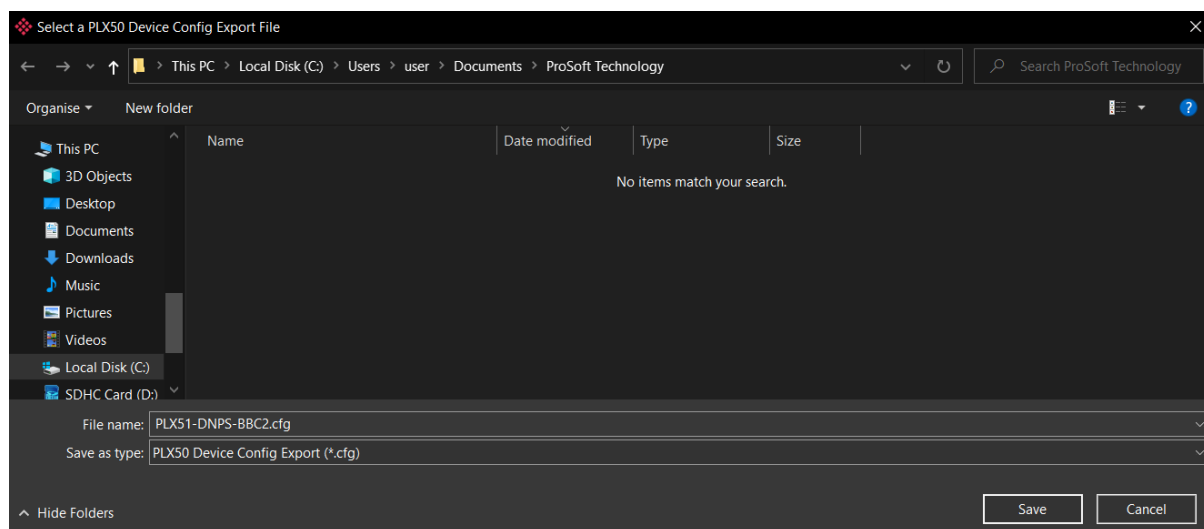 Select a PLX50 Device Config Export File
This PC > Local Disk (C:) > Users > user > Documents > ProSoft Technology
Search ProSoft Technology
Organise
New folder
?
Name
Date modified
Type
Size
No items match your search.
This PC
3D Objects
Desktop
Documents
Downloads
Music
Pictures
Videos
Local Disk (C:)
SDHC Card (D:)
File name: PLX51-DNPS-BBC2.cfg
Save as type: PLX50 Device Config Export (*.cfg)
Hide Folders
Save
Cancel